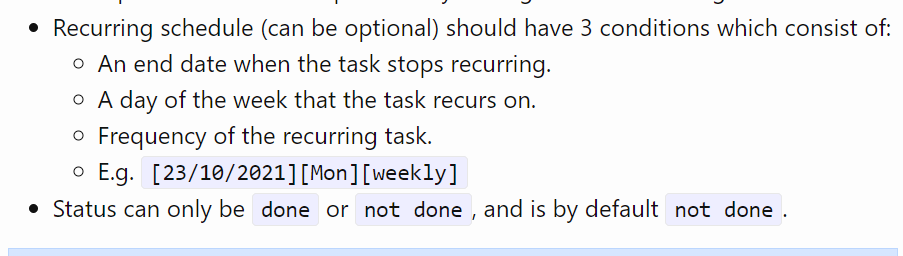 Recurring schedule (can be optional) should have 3 conditions which consist of:
An end date when the task stops recurring.
A day of the week that the task recurs on.
Frequency of the recurring task.
E.g. [23/10/2021][Mon][weekly]
Status can only be done or not done, and is by default not done.